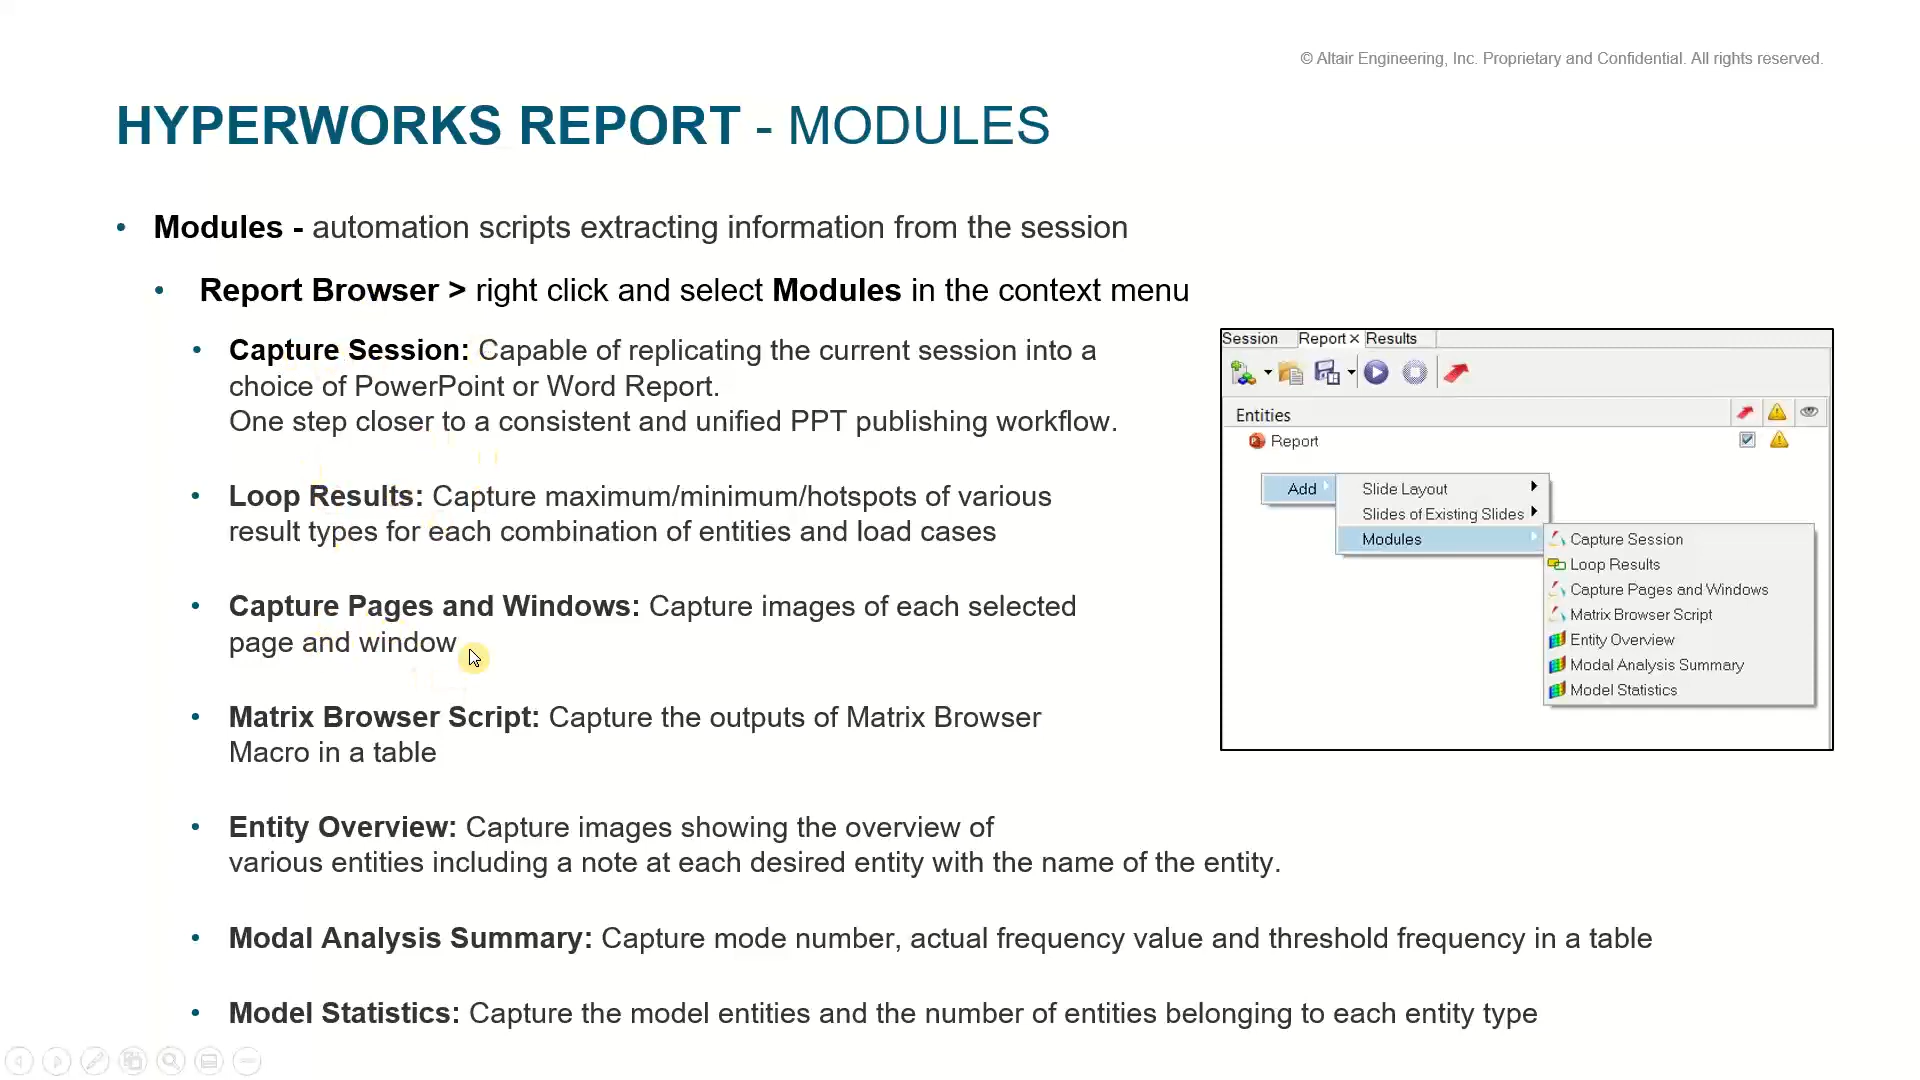 © Altair Engineering, Inc. Proprietary and Confidential. All rights reserved.
HYPERWORKS REPORT - MODULES
• Modules - automation scripts extracting information from the session
• Report Browser > right click and select Modules in the context menu
• Capture Session: Capable of replicating the current session into a
choice of PowerPoint or Word Report.
One step closer to a consistent and unified PPT publishing workflow.
• Loop Results: Capture maximum/minimum/hotspots of various
result types for each combination of entities and load cases
• Capture Pages and Windows: Capture images of each selected
page and window
• Matrix Browser Script: Capture the outputs of Matrix Browser
Macro in a table
• Entity Overview: Capture images showing the overview of
various entities including a note at each desired entity with the name of the entity.
• Modal Analysis Summary: Capture mode number, actual frequency value and threshold frequency in a table
• Model Statistics: Capture the model entities and the number of entities belonging to each entity type
Session Report × Results
Entities
Report
Add
Slide Layout
Slides of Existing Slides
Modules
Capture Session
Loop Results
Capture Pages and Windows
Matrix Browser Script
Entity Overview
Modal Analysis Summary
Model Statistics